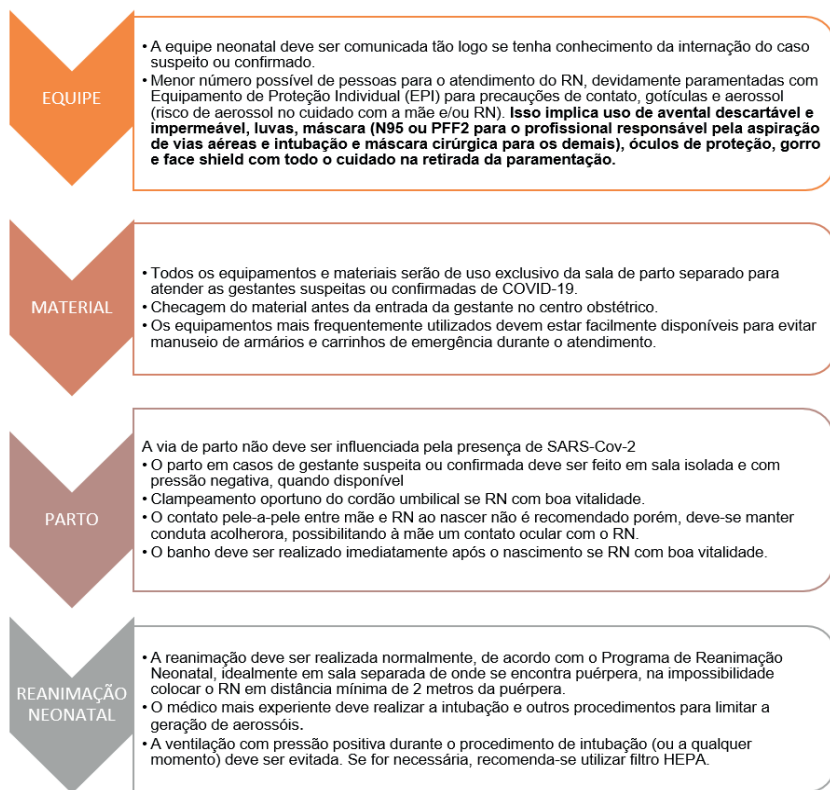 EQUIPE
• A equipe neonatal deve ser comunicada tão logo se tenha conhecimento da internação do caso
suspeito ou confirmado.
• Menor número possível de pessoas para o atendimento do RN, devidamente paramentadas com
Equipamento de Proteção Individual (EPI) para precauções de contato, gotículas e aerossol
(risco de aerossol no cuidado com a mãe e/ou RN). Isso implica uso de avental descartável e
impermeável, luvas, máscara (N95 ou PFF2 para o profissional responsável pela aspiração
de vias aéreas e intubação e máscara cirúrgica para os demais), óculos de proteção, gorro
e face shield com todo o cuidado na retirada da paramentação.
MATERIAL
• Todos os equipamentos e materiais serão de uso exclusivo da sala de parto separado para
atender as gestantes suspeitas ou confirmadas de COVID-19.
• Checagem do material antes da entrada da gestante no centro obstétrico.
• Os equipamentos mais frequentemente utilizados devem estar facilmente disponíveis para evitar
manuseio de armários e carrinhos de emergência durante o atendimento.
PARTO
A via de parto não deve ser influenciada pela presença de SARS-Cov-2
• O parto em casos de gestante suspeita ou confirmada deve ser feito em sala isolada e com
pressão negativa, quando disponível
• Clampeamento oportuno do cordão umbilical se RN com boa vitalidade.
• O contato pele-a-pele entre mãe e RN ao nascer não é recomendado porém, deve-se manter
conduta acolherora, possibilitando à mãe um contato ocular com o RN.
• O banho deve ser realizado imediatamente após o nascimento se RN com boa vitalidade.
REANIMAÇÃO
NEONATAL
• A reanimação deve ser realizada normalmente, de acordo com o Programa de Reanimação
Neonatal, idealmente em sala separada de onde se encontra puérpera, na impossibilidade
colocar o RN em distância mínima de 2 metros da puérpera.
• O médico mais experiente deve realizar a intubação e outros procedimentos para limitar a
geração de aerossóis.
• A ventilação com pressão positiva durante o procedimento de intubação (ou a qualquer
momento) deve ser evitada. Se for necessária, recomenda-se utilizar filtro HEPA.